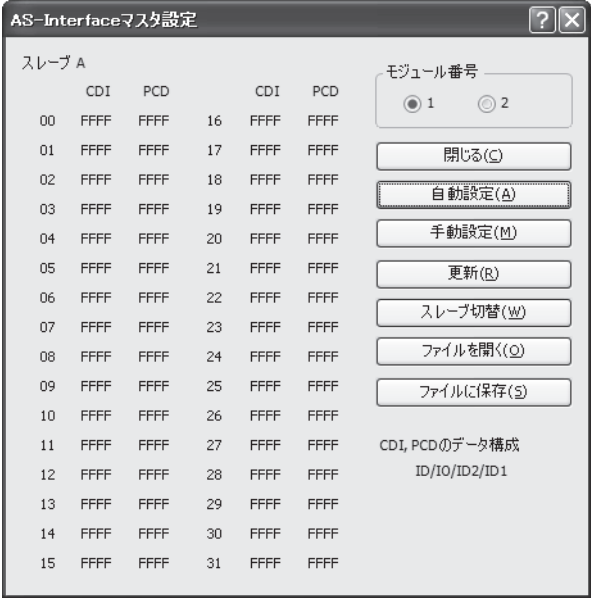 AS-Interfaceマスタ設定
スレーブ A
CDI PCD CDI PCD
00 FFFF FFFF 16 FFFF FFFF
01 FFFF FFFF 17 FFFF FFFF
02 FFFF FFFF 18 FFFF FFFF
03 FFFF FFFF 19 FFFF FFFF
04 FFFF FFFF 20 FFFF FFFF
05 FFFF FFFF 21 FFFF FFFF
06 FFFF FFFF 22 FFFF FFFF
07 FFFF FFFF 23 FFFF FFFF
08 FFFF FFFF 24 FFFF FFFF
09 FFFF FFFF 25 FFFF FFFF
10 FFFF FFFF 26 FFFF FFFF
11 FFFF FFFF 27 FFFF FFFF
12 FFFF FFFF 28 FFFF FFFF
13 FFFF FFFF 29 FFFF FFFF
14 FFFF FFFF 30 FFFF FFFF
15 FFFF FFFF 31 FFFF FFFF
モジュール番号
1 2
閉じる(C)
自動設定(A)
手動設定(M)
更新(R)
スレーブ切替(W)
ファイルを開く(O)
ファイルに保存(S)
CDI, PCDのデータ構成
ID/IO/ID2/ID1